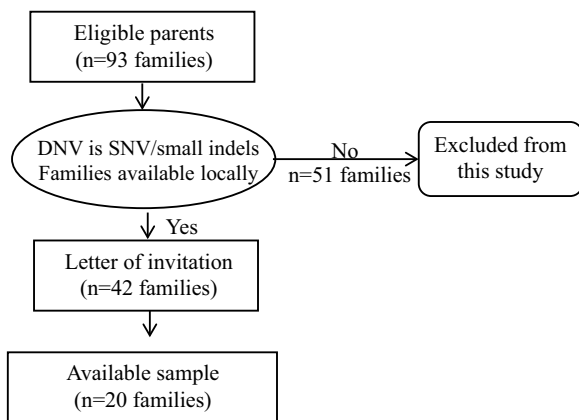 Eligible parents
(n=93 families)
DNV is SNV/small indels
Families available locally
No
n=51 families
Excluded from
this study
Yes
Letter of invitation
(n=42 families)
Available sample
(n=20 families)